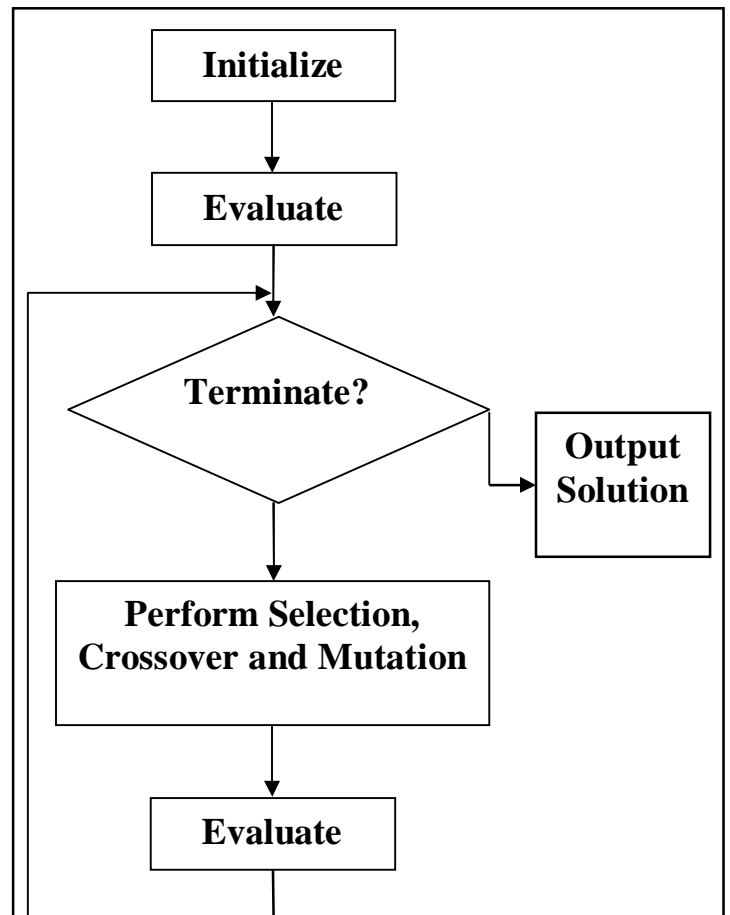 Initialize
Evaluate
Terminate?
Output
Solution
Perform Selection,
Crossover and Mutation
Evaluate